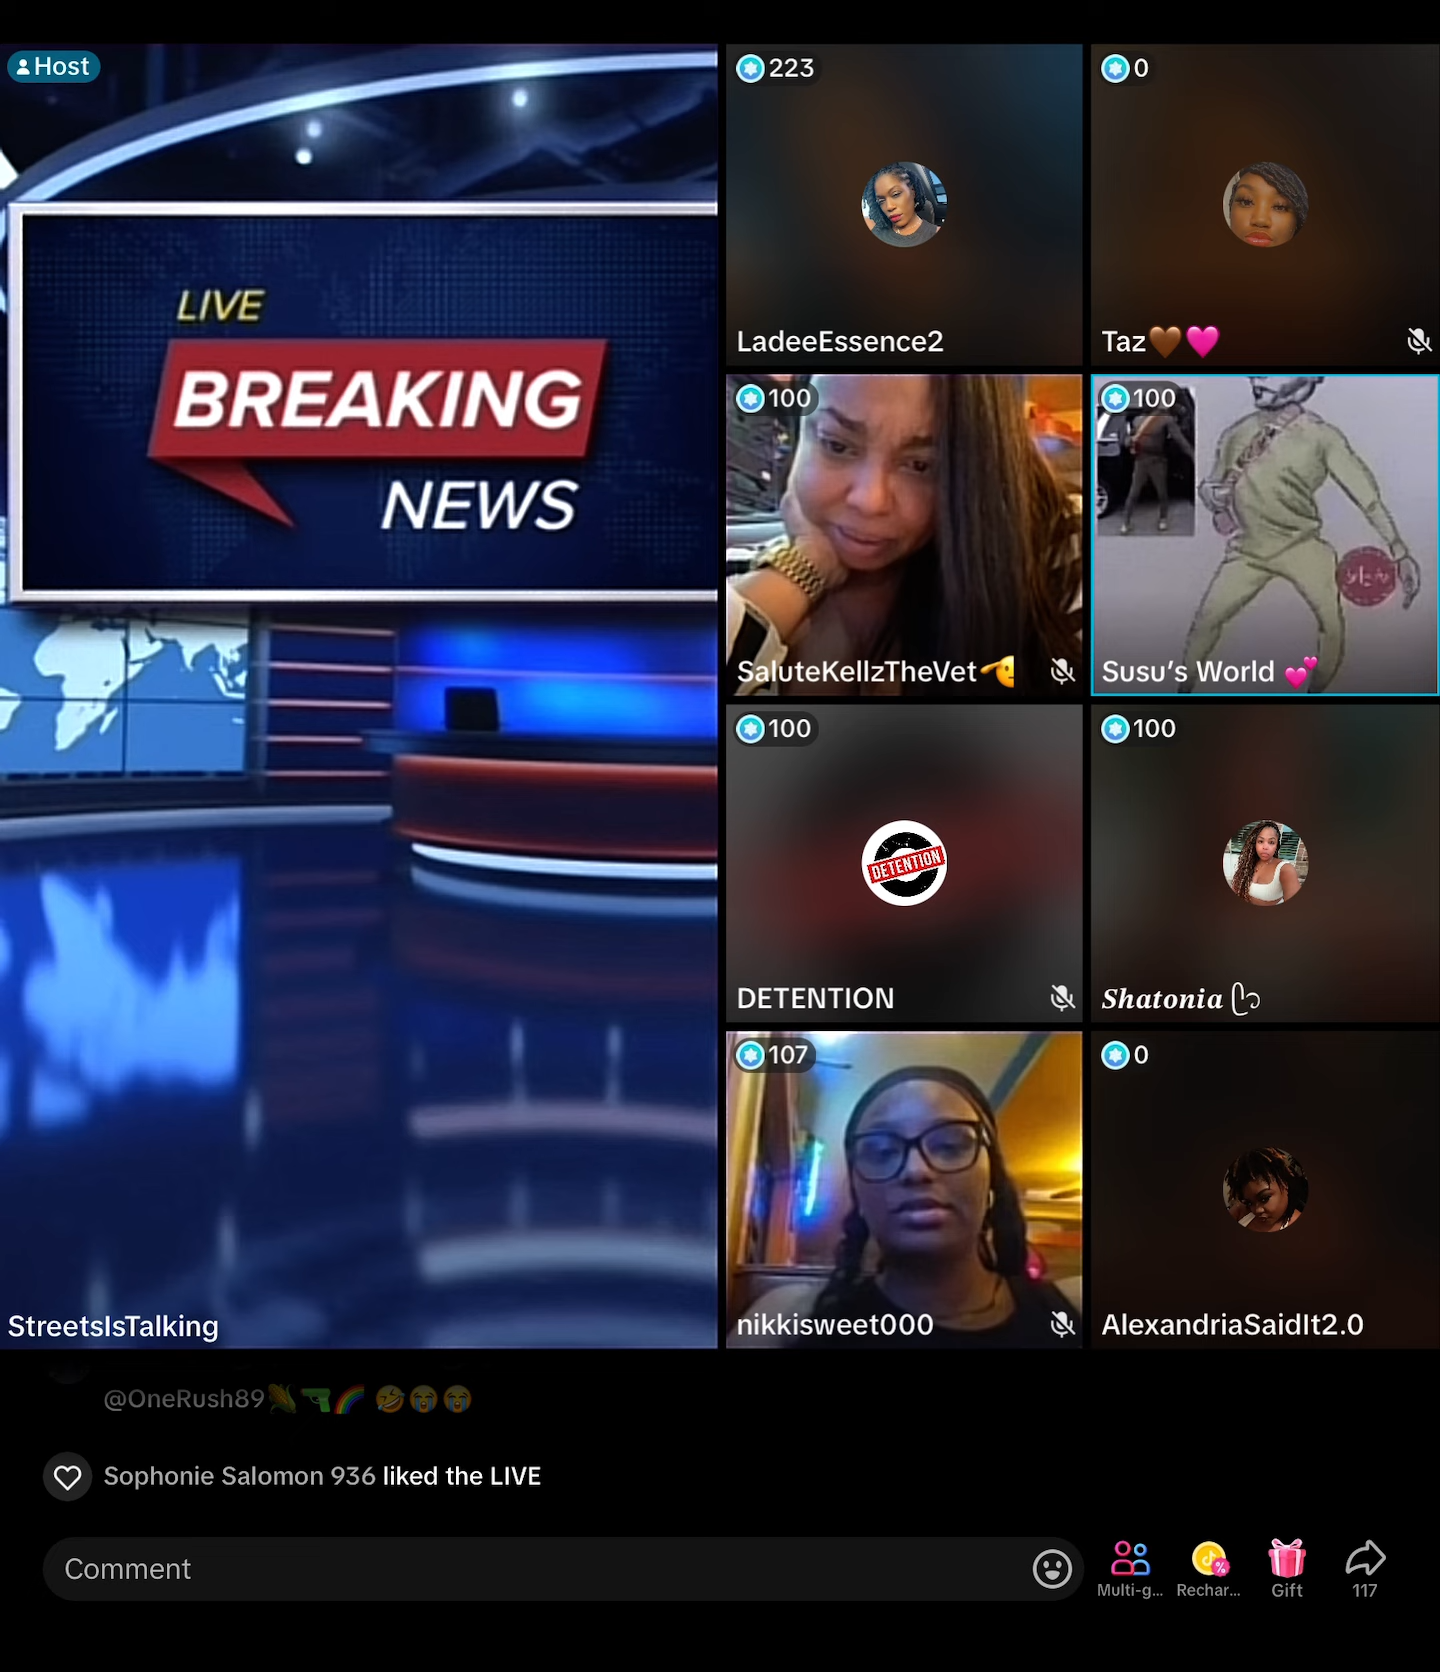 Host
LIVE
BREAKING
NEWS
StreetsIsTalking
223
LadeeEssence2
0
Taz🤎🩷
100
SaluteKellzTheVet🫡
100
Susu’s World 💕
100
DETENTION
DETENTION
100
Shatonia
107
nikkisweet000
0
AlexandriaSaidIt2.0
@OneRush89🌽🔫🌈 🤣😭😭
Sophonie Salomon 936 liked the LIVE
Comment
Multi-g...
Rechar...
Gift
117